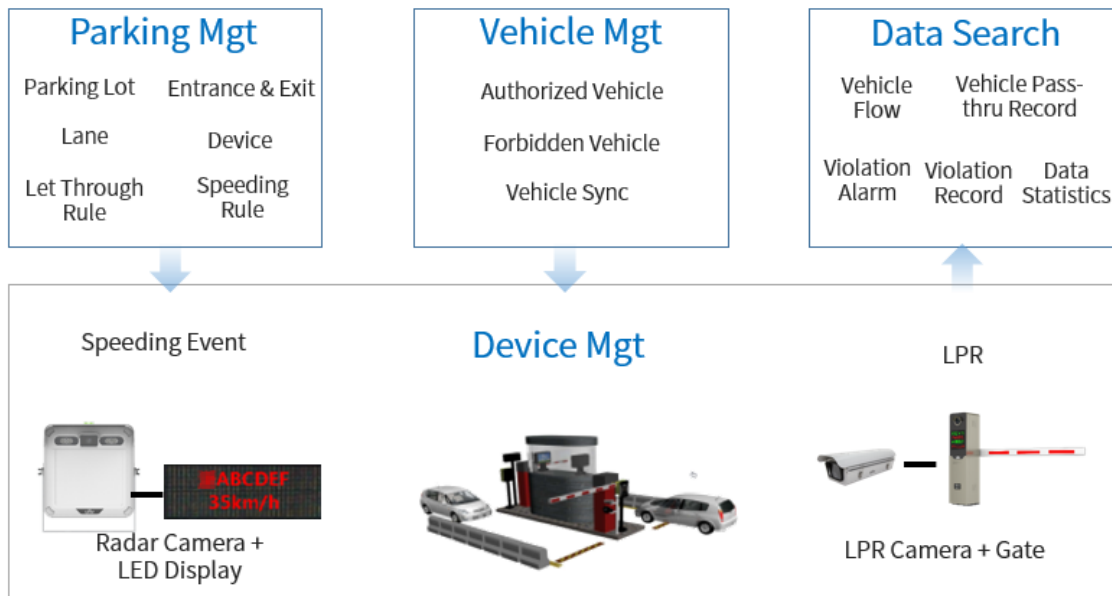 Parking Mgt
Parking Lot
Entrance & Exit
Lane
Device
Let Through
Rule
Speeding
Rule
Vehicle Mgt
Authorized Vehicle
Forbidden Vehicle
Vehicle Sync
Data Search
Vehicle
Flow
Vehicle Pass-
thru Record
Violation
Alarm
Violation
Record
Data
Statistics
Speeding Event
Device Mgt
LPR
ABCDEF
35km/h
Radar Camera +
LED Display
LPR Camera + Gate